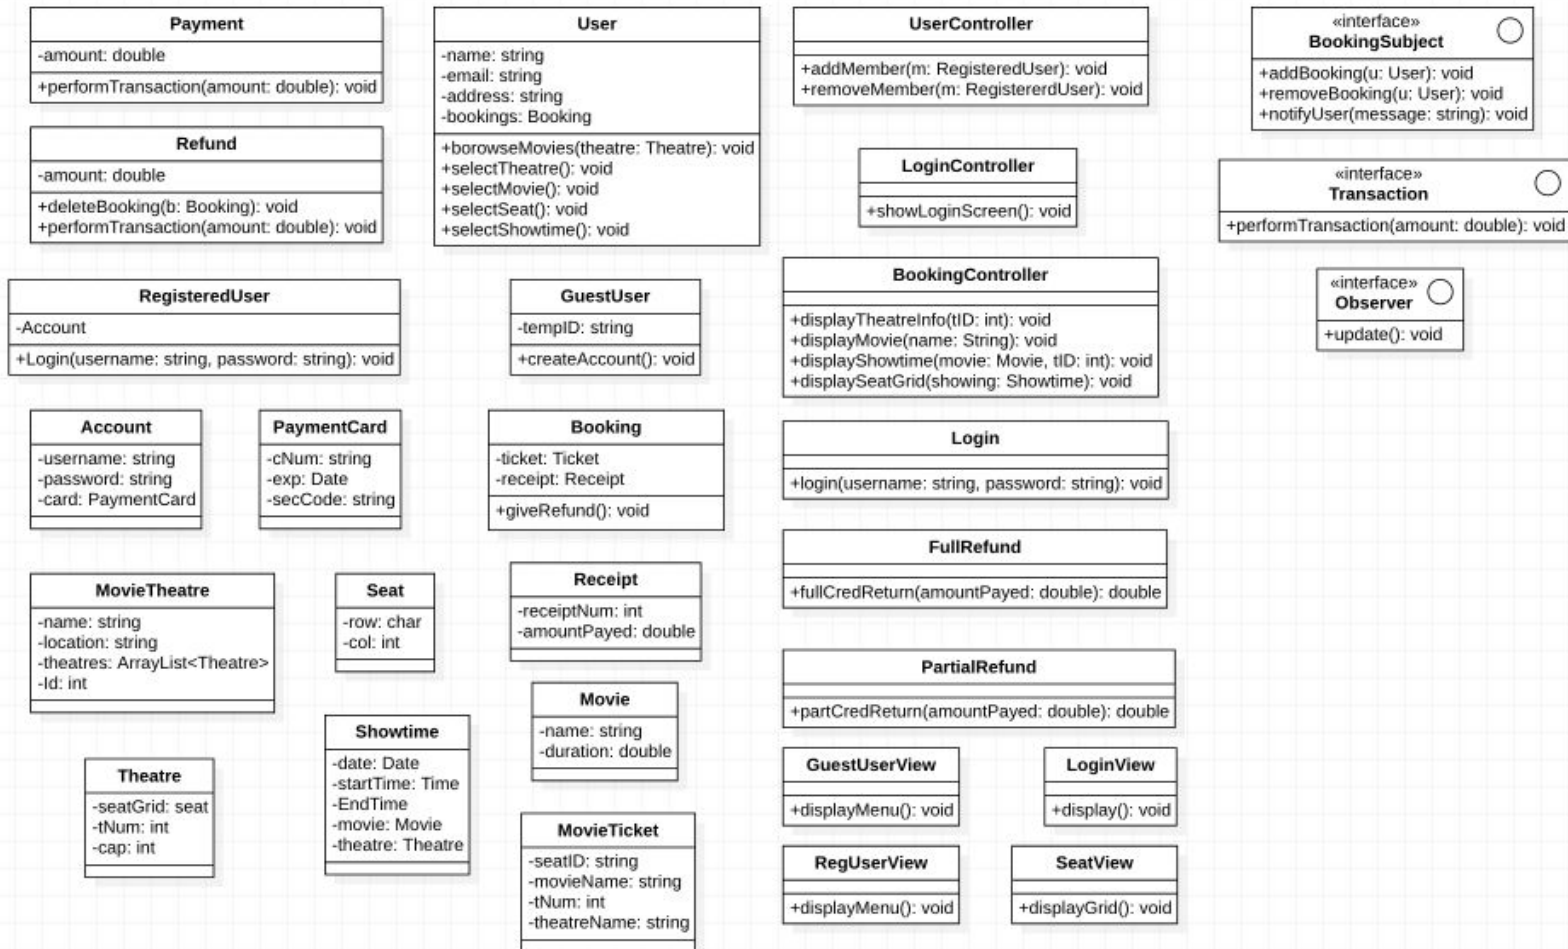 Payment
-amount: double
+performTransaction(amount: double): void
Refund
-amount: double
+deleteBooking(b: Booking): void
+performTransaction(amount: double): void
User
-name: string
-email: string
-address: string
-bookings: Booking
+borowseMovies(theatre: Theatre): void
+selectTheatre(): void
+selectMovie(): void
+selectSeat(): void
+selectShowtime(): void
UserController
+addMember(m: RegisteredUser): void
+removeMember(m: RegistererdUser): void
LoginController
+showLoginScreen(): void
«interface»
BookingSubject
+addBooking(u: User): void
+removeBooking(u: User): void
+notifyUser(message: string): void
«interface»
Transaction
+performTransaction(amount: double): void
«interface»
Observer
+update(): void
RegisteredUser
-Account
+Login(username: string, password: string): void
GuestUser
-tempID: string
+createAccount(): void
BookingController
+displayTheatreInfo(tID: int): void
+displayMovie(name: String): void
+displayShowtime(movie: Movie, tID: int): void
+displaySeatGrid(showing: Showtime): void
Account
-username: string
-password: string
-card: PaymentCard
PaymentCard
-cNum: string
-exp: Date
-secCode: string
Booking
-ticket: Ticket
-receipt: Receipt
+giveRefund(): void
Login
+login(username: string, password: string): void
FullRefund
+fullCredReturn(amountPayed: double): double
MovieTheatre
-name: string
-location: string
-theatres: ArrayList<Theatre>
-Id: int
Seat
-row: char
-col: int
Receipt
-receiptNum: int
-amountPayed: double
PartialRefund
+partCredReturn(amountPayed: double): double
Movie
-name: string
-duration: double
Showtime
-date: Date
-startTime: Time
-EndTime
-movie: Movie
-theatre: Theatre
Theatre
-seatGrid: seat
-tNum: int
-cap: int
MovieTicket
-seatID: string
-movieName: string
-tNum: int
-theatreName: string
GuestUserView
+displayMenu(): void
LoginView
+display(): void
RegUserView
+displayMenu(): void
SeatView
+displayGrid(): void